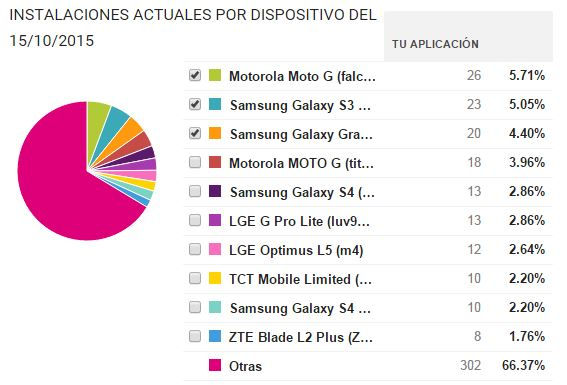 INSTALACIONES ACTUALES POR DISPOSITIVO DEL
15/10/2015
TU APLICACIÓN
Motorola Moto G (falc... 26 5.71%
Samsung Galaxy S3 ... 23 5.05%
Samsung Galaxy Gra... 20 4.40%
Motorola MOTO G (tit... 18 3.96%
Samsung Galaxy S4 (... 13 2.86%
LGE G Pro Lite (luv9... 13 2.86%
LGE Optimus L5 (m4) 12 2.64%
TCT Mobile Limited (... 10 2.20%
Samsung Galaxy S4 ... 10 2.20%
ZTE Blade L2 Plus (Z... 8 1.76%
Otras 302 66.37%